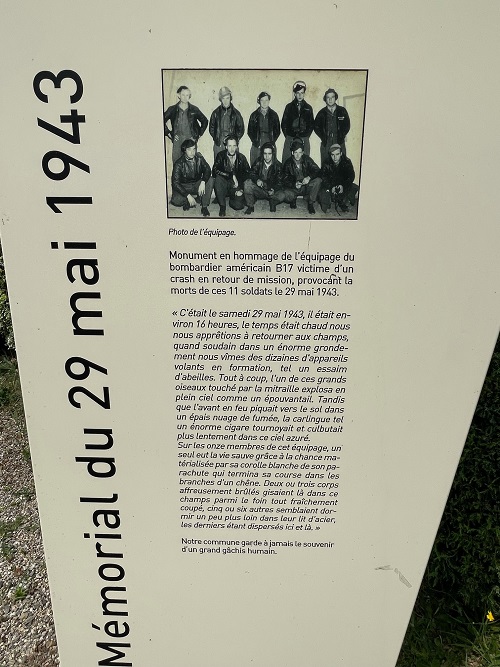 Mémorial du 29 mai 1943
Photo de l'équipage.
Monument en hommage de l'équipage du
bombardier américain B17 victime d'un
crash en retour de mission, provocânt la
morts de ces 11 soldats le 29 mai 1943.
« C'était le samedi 29 mai 1943, il était en-
viron 16 heures, le temps était chaud nous
nous apprêtions à retourner aux champs,
quand soudain dans un énorme gronde-
ment nous vîmes des dizaines d'appareils
volants en formation, tel un essaim
d'abeilles. Tout à coup, l'un de ces grands
oiseaux touché par la mitraille explosa en
plein ciel comme un épouvantail. Tandis
que l'avant en feu piquait vers le sol dans
un épais nuage de fumée, la carlingue tel
un énorme cigare tournoyait et culbutait
plus lentement dans ce ciel azuré.
Sur les onze membres de cet équipage, un
seul eut la vie sauve grâce à la chance ma-
térialisée par sa corolle blanche de son pa-
rachute qui termina sa course dans les
branches d'un chêne. Deux ou trois corps
affreusement brûlés gisaient là dans ce
champs parmi le foin tout fraîchement
coupé, cinq ou six autres semblaient dor-
mir un peu plus loin dans leur lit d'acier,
les derniers étant dispersés ici et là. »
Notre commune garde à jamais le souvenir
d'un grand gâchis humain.